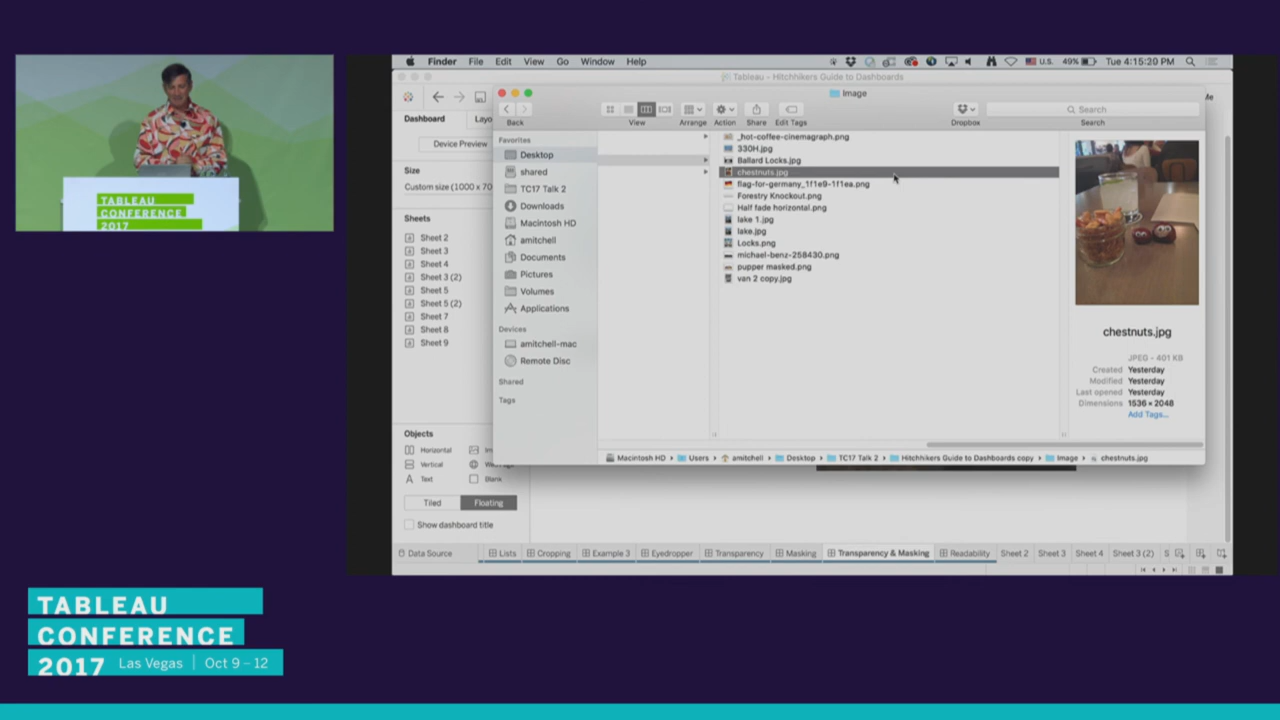 Finder File Edit View Go Window Help
U.S. 49% Tue 4:15:20 PM
Tableau - Hitchhikers Guide to Dashboards
Image
Back View Arrange Action Share Edit Tags Dropbox Search
Search
Dashboard
Device Preview
Size
Custom size (1000 x 70
Sheets
Sheet 2
Sheet 3
Sheet 4
Sheet 3 (2)
Sheet 5
Sheet 5 (2)
Sheet 7
Sheet 8
Sheet 9
Objects
Horizontal
Vertical
Text Blank
Tiled Floating
Show dashboard title
Favorites
Desktop
shared
TC17 Talk 2
Downloads
Macintosh HD
amitchell
Documents
Pictures
Volumes
Applications
Devices
amitchell-mac
Remote Disc
Shared
Tags
_hot-coffee-cinemagraph.png
330H.jpg
Ballard Locks.jpg
chestnuts.jpg
flag-for-germany_1f1e9-1f1ea.png
Forestry Knockout.png
Half fade horizontal.png
lake 1.jpg
lake.jpg
Locks.png
michael-benz-258430.png
pupper masked.png
van 2 copy.jpg
chestnuts.jpg
JPEG - 401 KB
Created Yesterday
Modified Yesterday
Last opened Yesterday
Dimensions 1536 × 2048
Add Tags...
Macintosh HD Users amitchell Desktop TC17 Talk 2 Hitchhikers Guide to Dashboards copy Image chestnuts.jpg
Data Source Lists Cropping Example 3 Eyedropper Transparency Masking Transparency & Masking Readability Sheet 2 Sheet 3 Sheet 4 Sheet 3 (2) S
TABLEAU
CONFERENCE
2017
TABLEAU
CONFERENCE
2017 Las Vegas | Oct 9 - 12